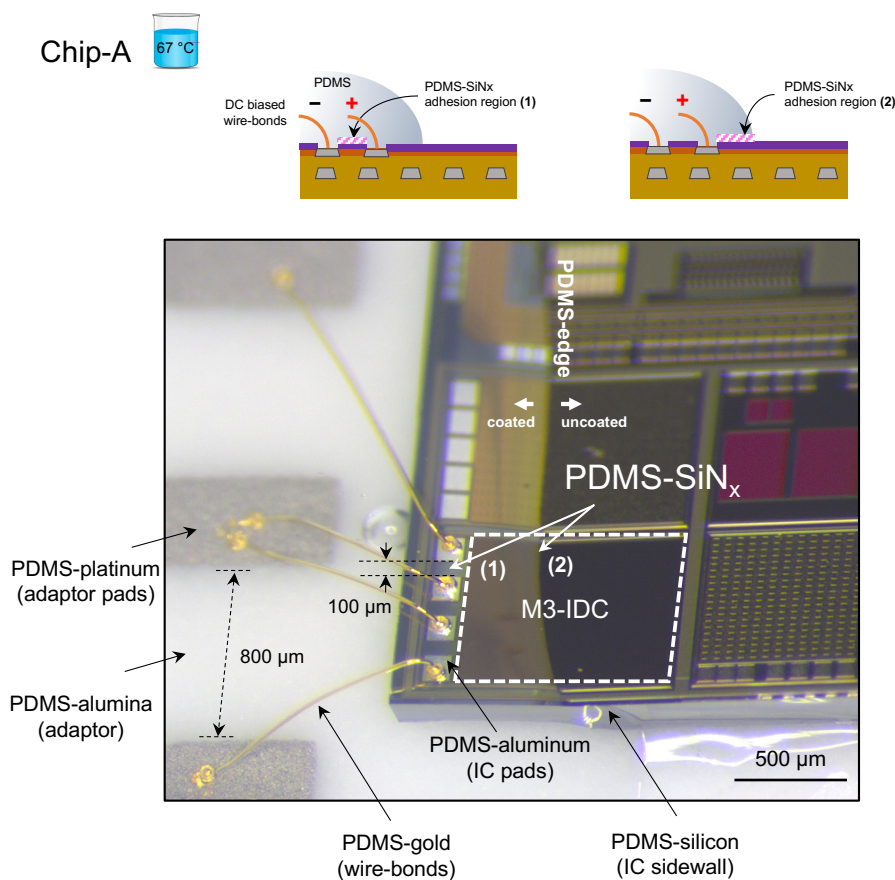 Chip-A
67 °C
PDMS
DC biased
wire-bonds
− +
PDMS-SiNx
adhesion region (1)
− +
PDMS-SiNx
adhesion region (2)
PDMS-edge
coated
uncoated
PDMS-SiNₓ
(1)
(2)
M3-IDC
PDMS-platinum
(adaptor pads)
100 µm
800 µm
PDMS-alumina
(adaptor)
PDMS-aluminum
(IC pads)
500 µm
PDMS-gold
(wire-bonds)
PDMS-silicon
(IC sidewall)